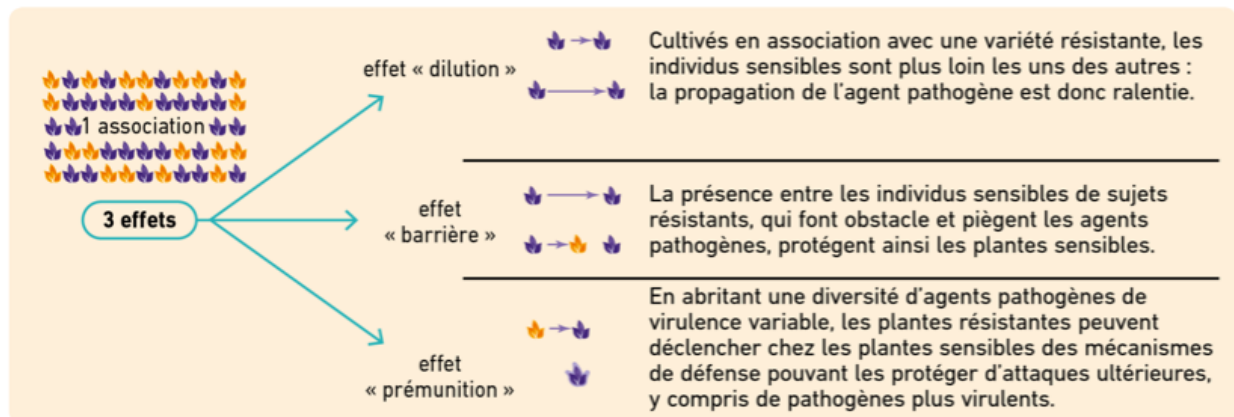 1 association
3 effets
effet « dilution »
Cultivés en association avec une variété résistante, les
individus sensibles sont plus loin les uns des autres :
la propagation de l'agent pathogène est donc ralentie.
effet
« barrière »
La présence entre les individus sensibles de sujets
résistants, qui font obstacle et piègent les agents
pathogènes, protégent ainsi les plantes sensibles.
effet
« prémunition »
En abritant une diversité d'agents pathogènes de
virulence variable, les plantes résistantes peuvent
déclencher chez les plantes sensibles des mécanismes
de défense pouvant les protéger d'attaques ultérieures,
y compris de pathogènes plus virulents.